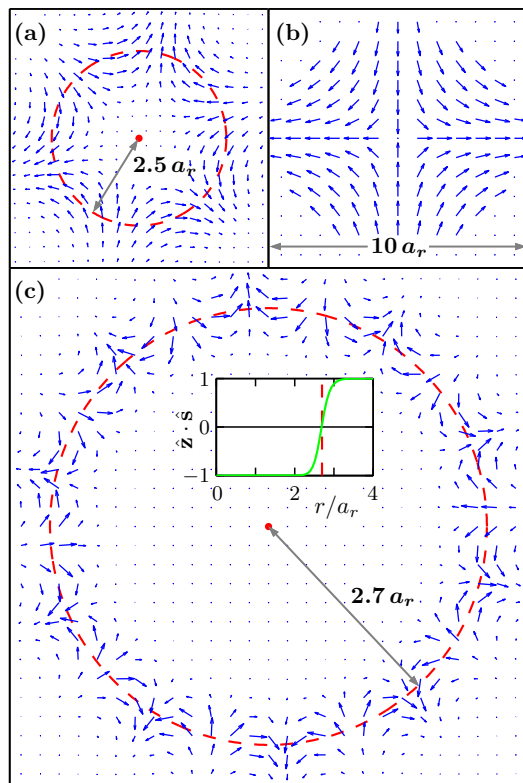 (a)
(b)
2.5 a_r
10 a_r
(c)
1
0
−1
ẑ · ŝ
0
2
4
r/a_r
2.7 a_r